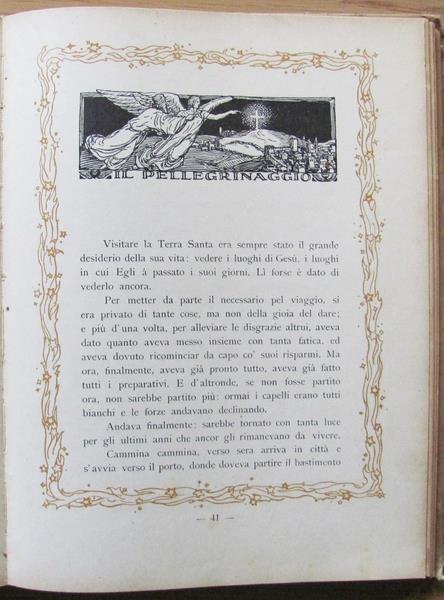 IL PELLEGRINAGGIO
Visitare la Terra Santa era sempre stato il grande
desiderio della sua vita: vedere i luoghi di Gesù, i luoghi
in cui Egli à passato i suoi giorni. Lì forse è dato di
vederlo ancora.
Per metter da parte il necessario pel viaggio, si
era privato di tante cose, ma non della gioia del dare;
e più d'una volta, per alleviare le disgrazie altrui, aveva
dato quanto aveva messo insieme con tanta fatica, ed
aveva dovuto ricominciar da capo co' suoi risparmi. Ma
ora, finalmente, aveva già pronto tutto, aveva già fatto
tutti i preparativi. E d'altronde, se non fosse partito
ora, non sarebbe partito più: ormai i capelli erano tutti
bianchi e le forze andavano declinando.
Andava finalmente: sarebbe tornato con tanta luce
per gli ultimi anni che ancor gli rimanevano da vivere.
Cammina cammina, verso sera arriva in città e
s'avvia verso il porto, donde doveva partire il bastimento
— 41 —